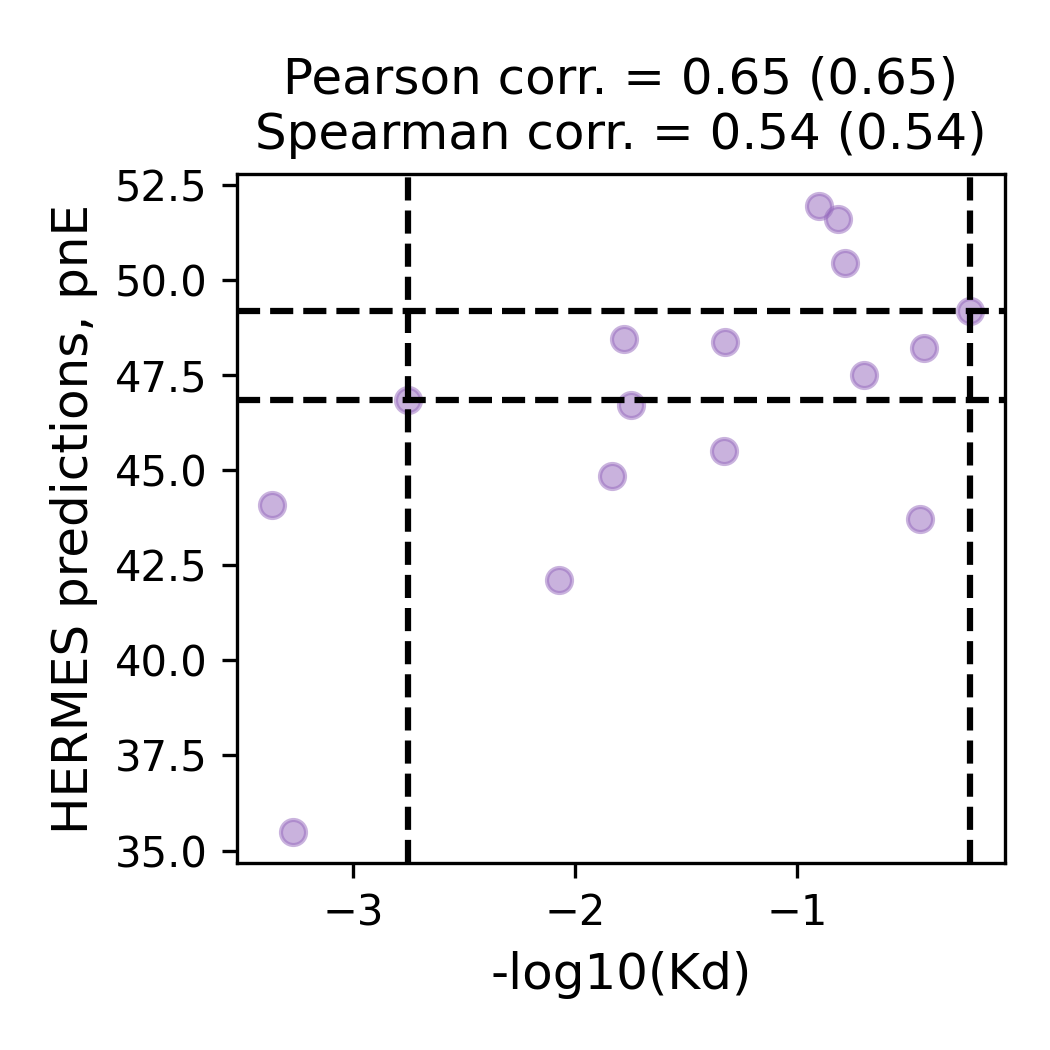 Pearson corr. = 0.65 (0.65)
Spearman corr. = 0.54 (0.54)
HERMES predictions, pnE
52.5
50.0
47.5
45.0
42.5
40.0
37.5
35.0
−3
−2
−1
-log10(Kd)